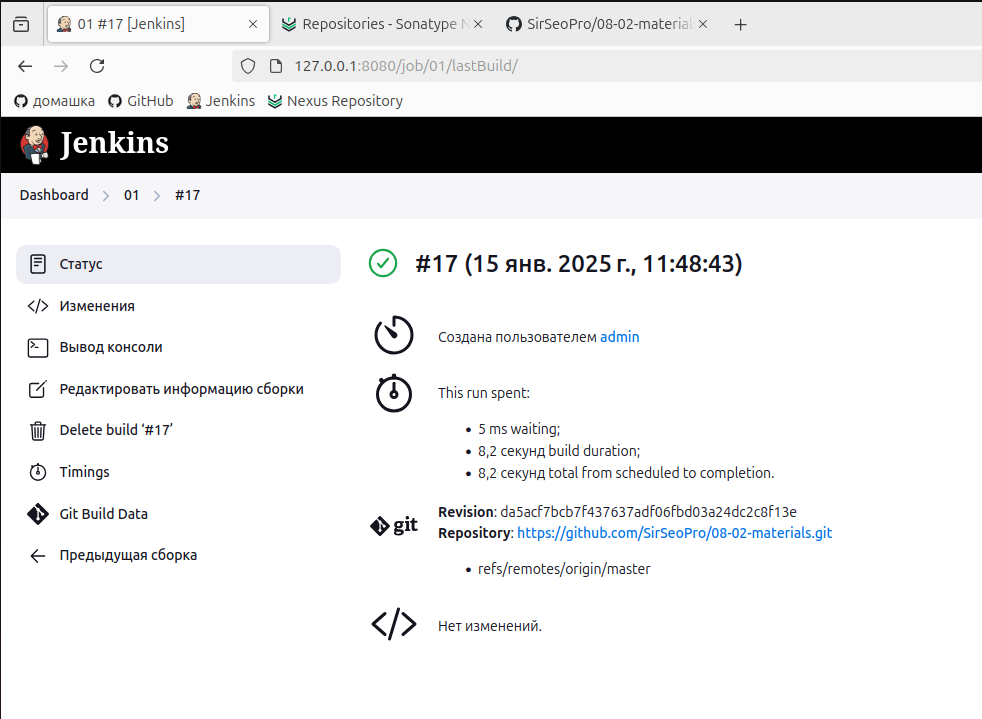 01 #17 [Jenkins]
Repositories - Sonatype N
SirSeoPro/08-02-material
127.0.0.1:8080/job/01/lastBuild/
домашка
GitHub
Jenkins
Nexus Repository
Jenkins
Dashboard
01
#17
Статус
Изменения
Вывод консоли
Редактировать информацию сборки
Delete build ‘#17’
Timings
Git Build Data
Предыдущая сборка
#17 (15 янв. 2025 г., 11:48:43)
Создана пользователем admin
This run spent:
5 ms waiting;
8,2 секунд build duration;
8,2 секунд total from scheduled to completion.
git
Revision: da5acf7bcb7f437637adf06fbd03a24dc2c8f13e
Repository: https://github.com/SirSeoPro/08-02-materials.git
refs/remotes/origin/master
Нет изменений.